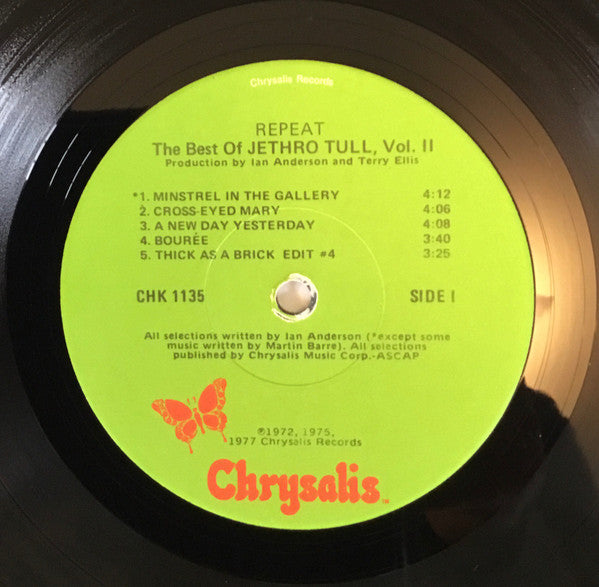 Chrysalis Records
REPEAT
The Best Of JETHRO TULL, Vol. II
Production by Ian Anderson and Terry Ellis
*1. MINSTREL IN THE GALLERY 4:12
2. CROSS-EYED MARY 4:06
3. A NEW DAY YESTERDAY 4:08
4. BOURÉE 3:40
5. THICK AS A BRICK EDIT #4 3:25
CHK 1135 SIDE I
All selections written by Ian Anderson (*except some
music written by Martin Barre). All selections
published by Chrysalis Music Corp.-ASCAP
℗1972, 1975,
1977 Chrysalis Records
Chrysalis™